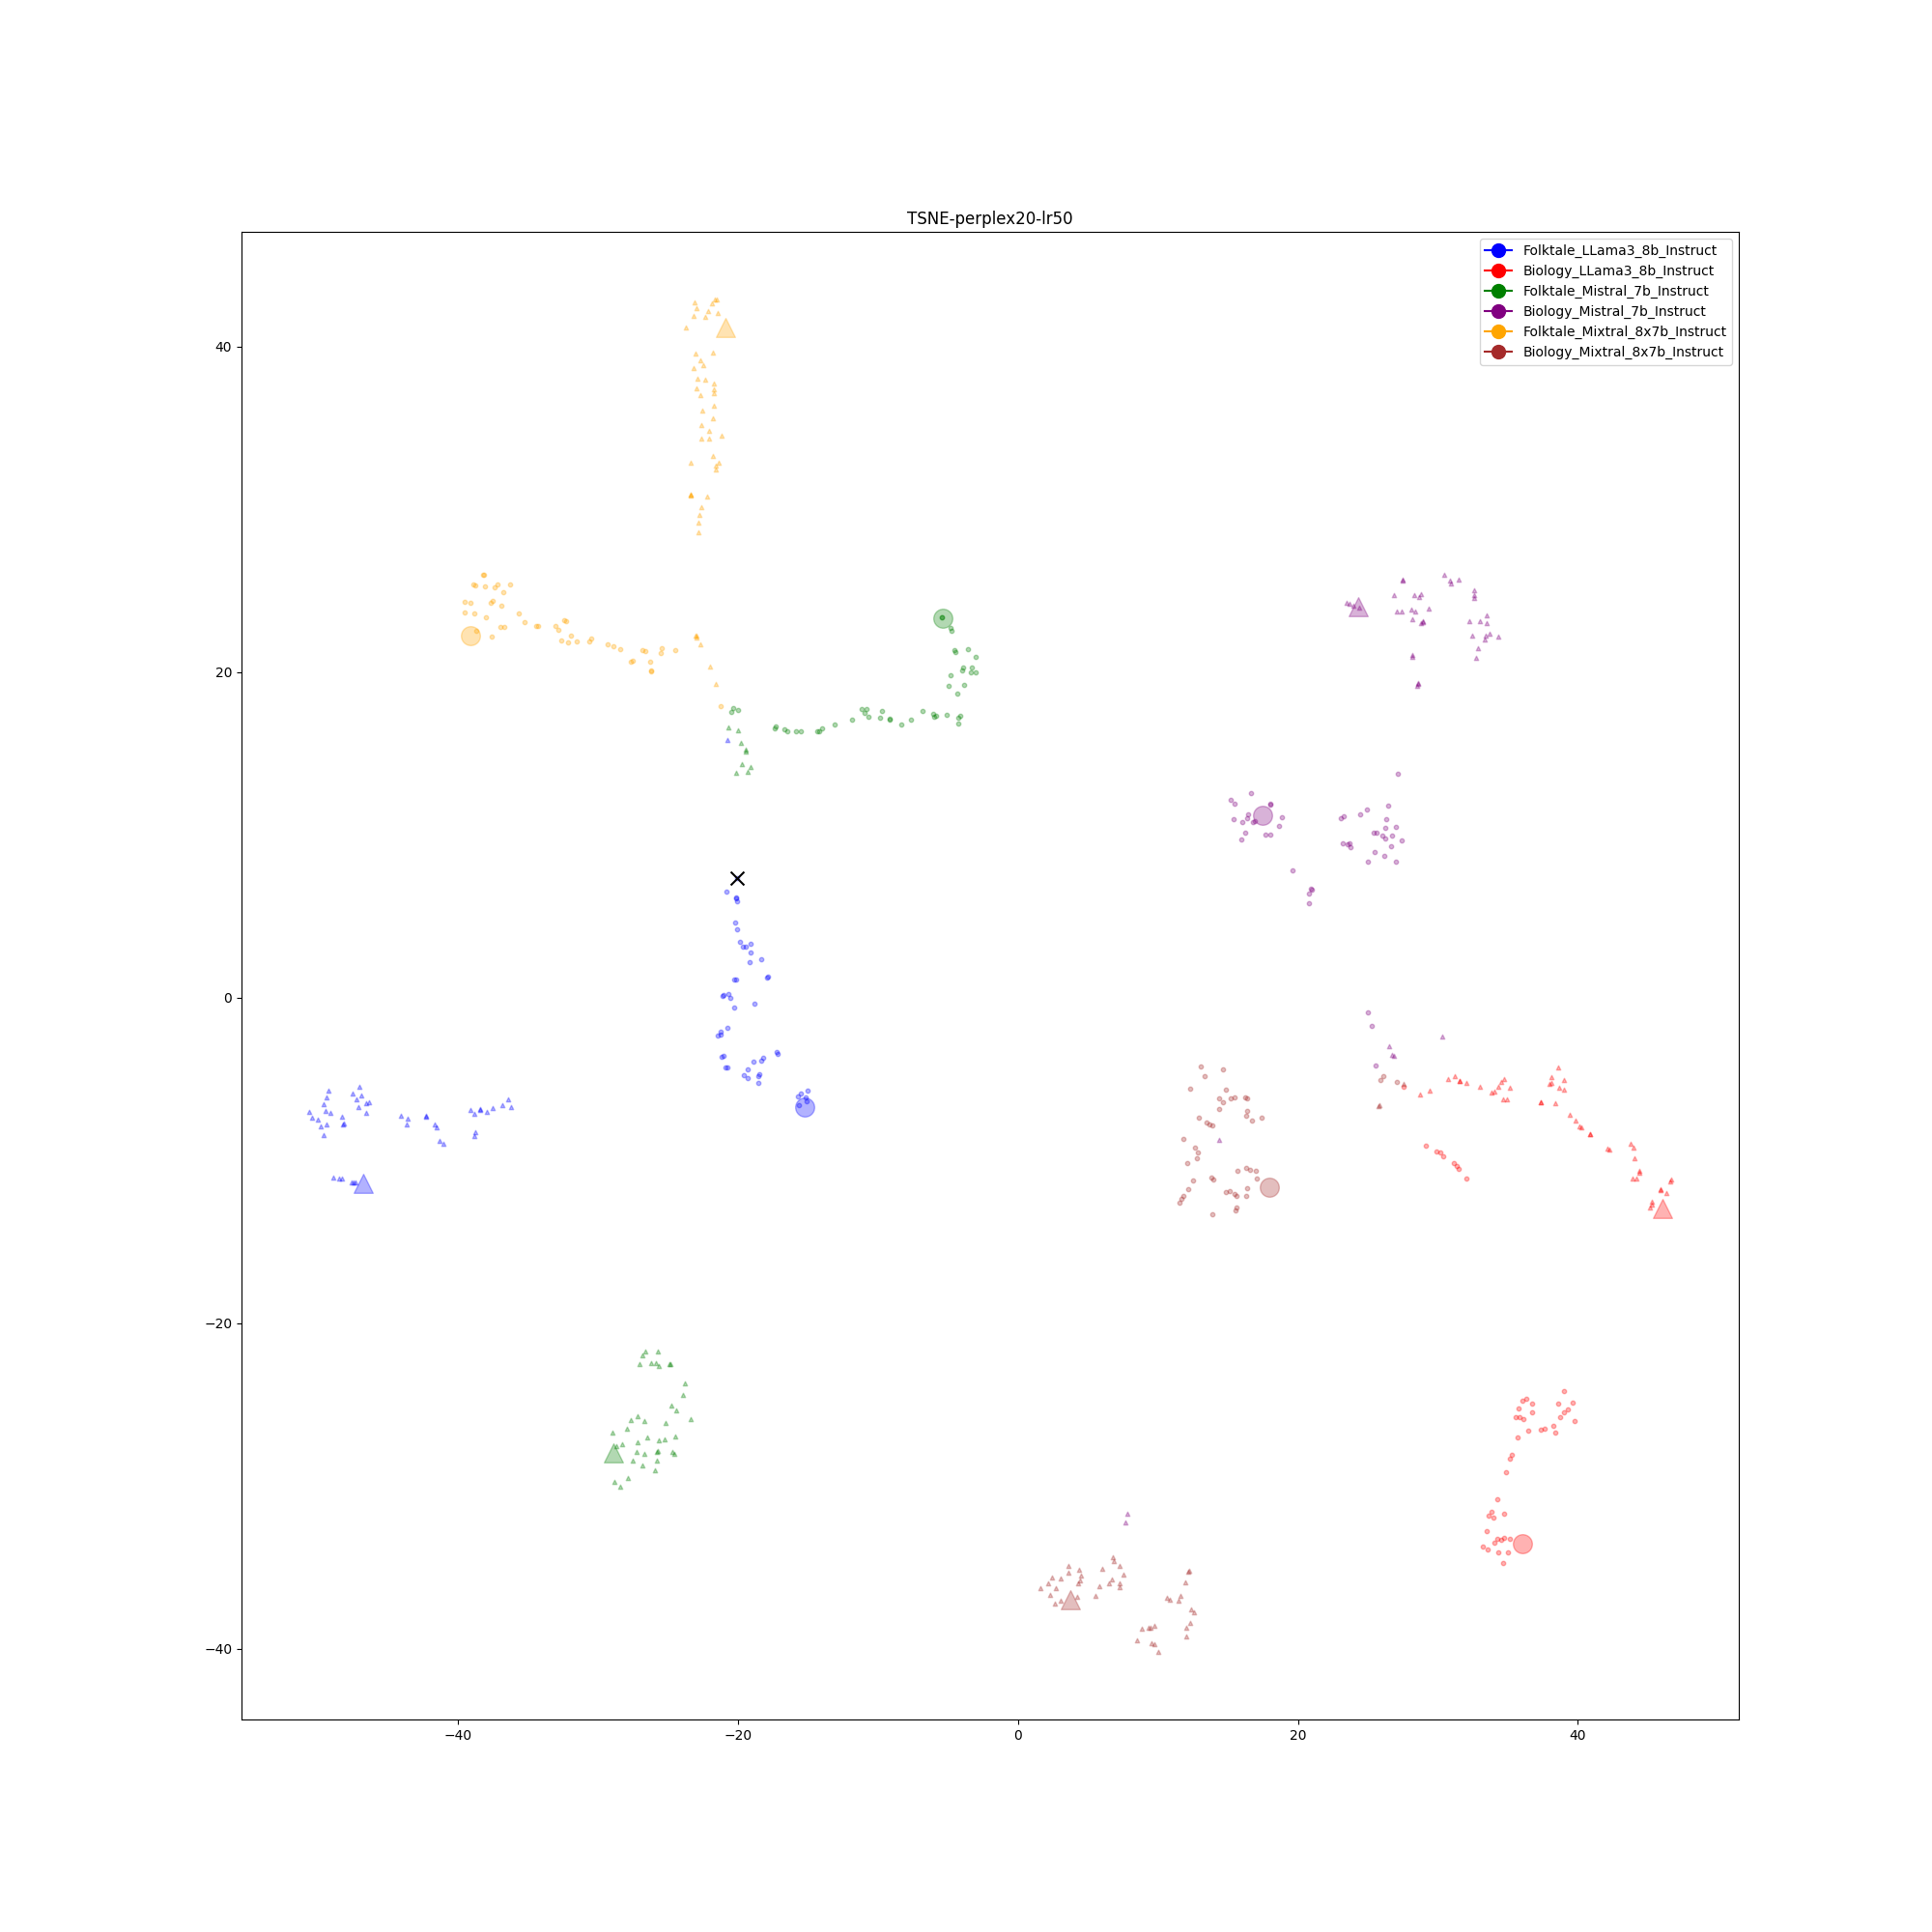 TSNE-perplex20-lr50
Folktale_LLama3_8b_Instruct
Biology_LLama3_8b_Instruct
Folktale_Mistral_7b_Instruct
Biology_Mistral_7b_Instruct
Folktale_Mixtral_8x7b_Instruct
Biology_Mixtral_8x7b_Instruct
40
20
0
−20
−40
−40
−20
0
20
40